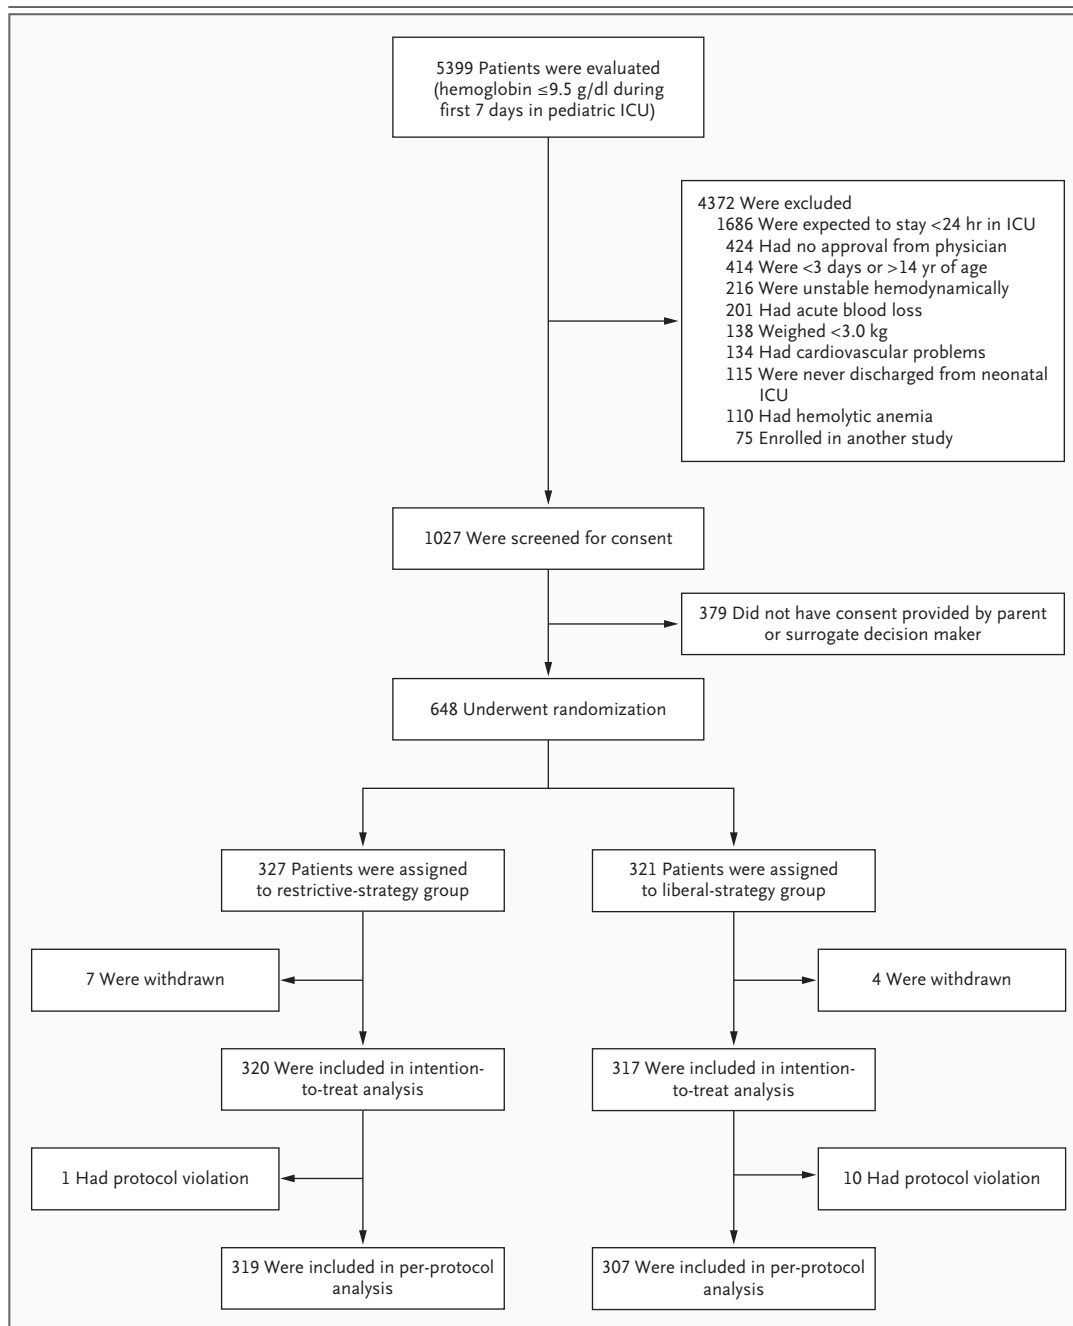 5399 Patients were evaluated
(hemoglobin ≤9.5 g/dl during
first 7 days in pediatric ICU)
4372 Were excluded
1686 Were expected to stay <24 hr in ICU
424 Had no approval from physician
414 Were <3 days or >14 yr of age
216 Were unstable hemodynamically
201 Had acute blood loss
138 Weighed <3.0 kg
134 Had cardiovascular problems
115 Were never discharged from neonatal
ICU
110 Had hemolytic anemia
75 Enrolled in another study
1027 Were screened for consent
379 Did not have consent provided by parent
or surrogate decision maker
648 Underwent randomization
327 Patients were assigned
to restrictive-strategy group
321 Patients were assigned
to liberal-strategy group
7 Were withdrawn
4 Were withdrawn
320 Were included in intention-
to-treat analysis
317 Were included in intention-
to-treat analysis
1 Had protocol violation
10 Had protocol violation
319 Were included in per-protocol
analysis
307 Were included in per-protocol
analysis